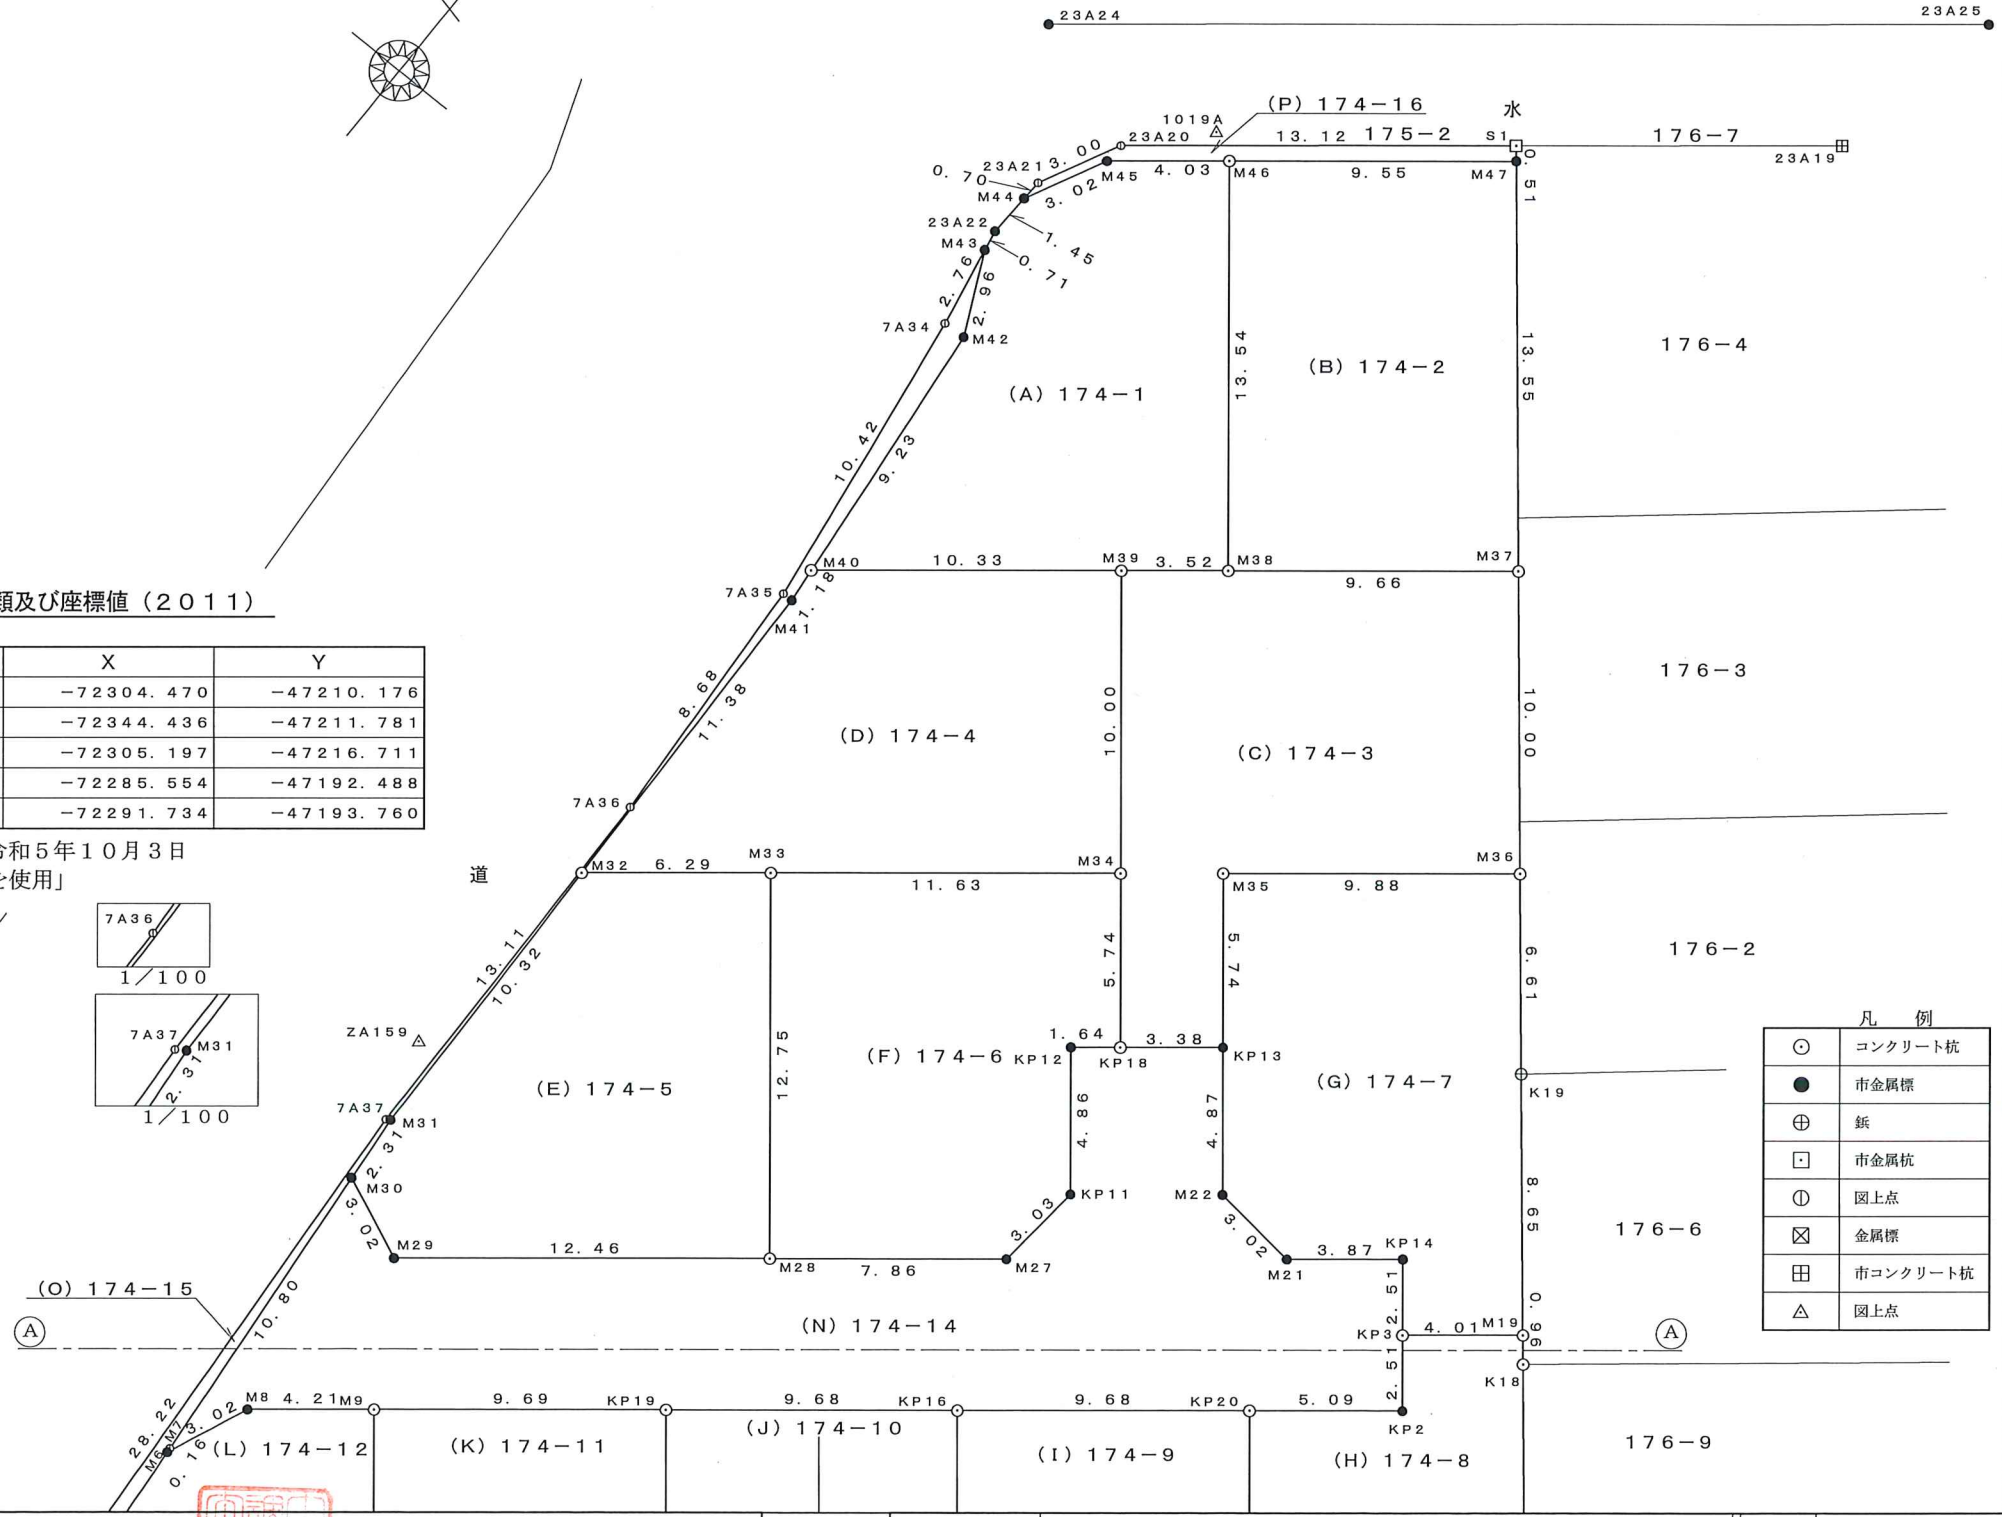 23A24
23A25
(P) 174-16
水
1019A
23A20
13.12
175-2
S1
176-7
23A19
3.00
23A21
0.70
M45
4.03
M46
9.55
M47
0.51
M44
3.02
23A22
1.45
M43
0.71
2.76
2.96
7A34
M42
13.54
13.55
(B) 174-2
176-4
(A) 174-1
10.42
9.23
M40
10.33
M39
3.52
M38
M37
9.66
7A35
1.18
M41
類及び座標値(2011)
X
Y
-72304.470
-47210.176
-72344.436
-47211.781
-72305.197
-47216.711
-72285.554
-47192.488
-72291.734
-47193.760
令和5年10月3日
を使用」
8.68
11.38
(D) 174-4
10.00
(C) 174-3
10.00
176-3
7A36
道
M32
6.29
M33
11.63
M34
M35
9.88
M36
7A36
1/100
7A37
M31
2.31
1/100
13.11
10.32
5.74
5.74
6.61
176-2
ZA159
12.75
1.64
3.38
(F) 174-6
KP12
KP18
KP13
(E) 174-5
(G) 174-7
K19
7A37
M31
2.31
4.86
4.87
M30
3.02
KP11
M22
8.65
176-6
3.03
3.02
M29
12.46
M28
7.86
M27
M21
3.87
KP14
2.51
(O) 174-15
10.80
(N) 174-14
A
KP3
4.01
M19
0.96
A
2.51
K18
28.22
M8
4.21
M9
9.69
KP19
9.68
KP16
9.68
KP20
5.09
KP2
3.02
M7
M6
0.16
(L) 174-12
(K) 174-11
(J) 174-10
(I) 174-9
(H) 174-8
176-9
凡 例
コンクリート杭
市金属標
鋲
市金属杭
図上点
金属標
市コンクリート杭
図上点